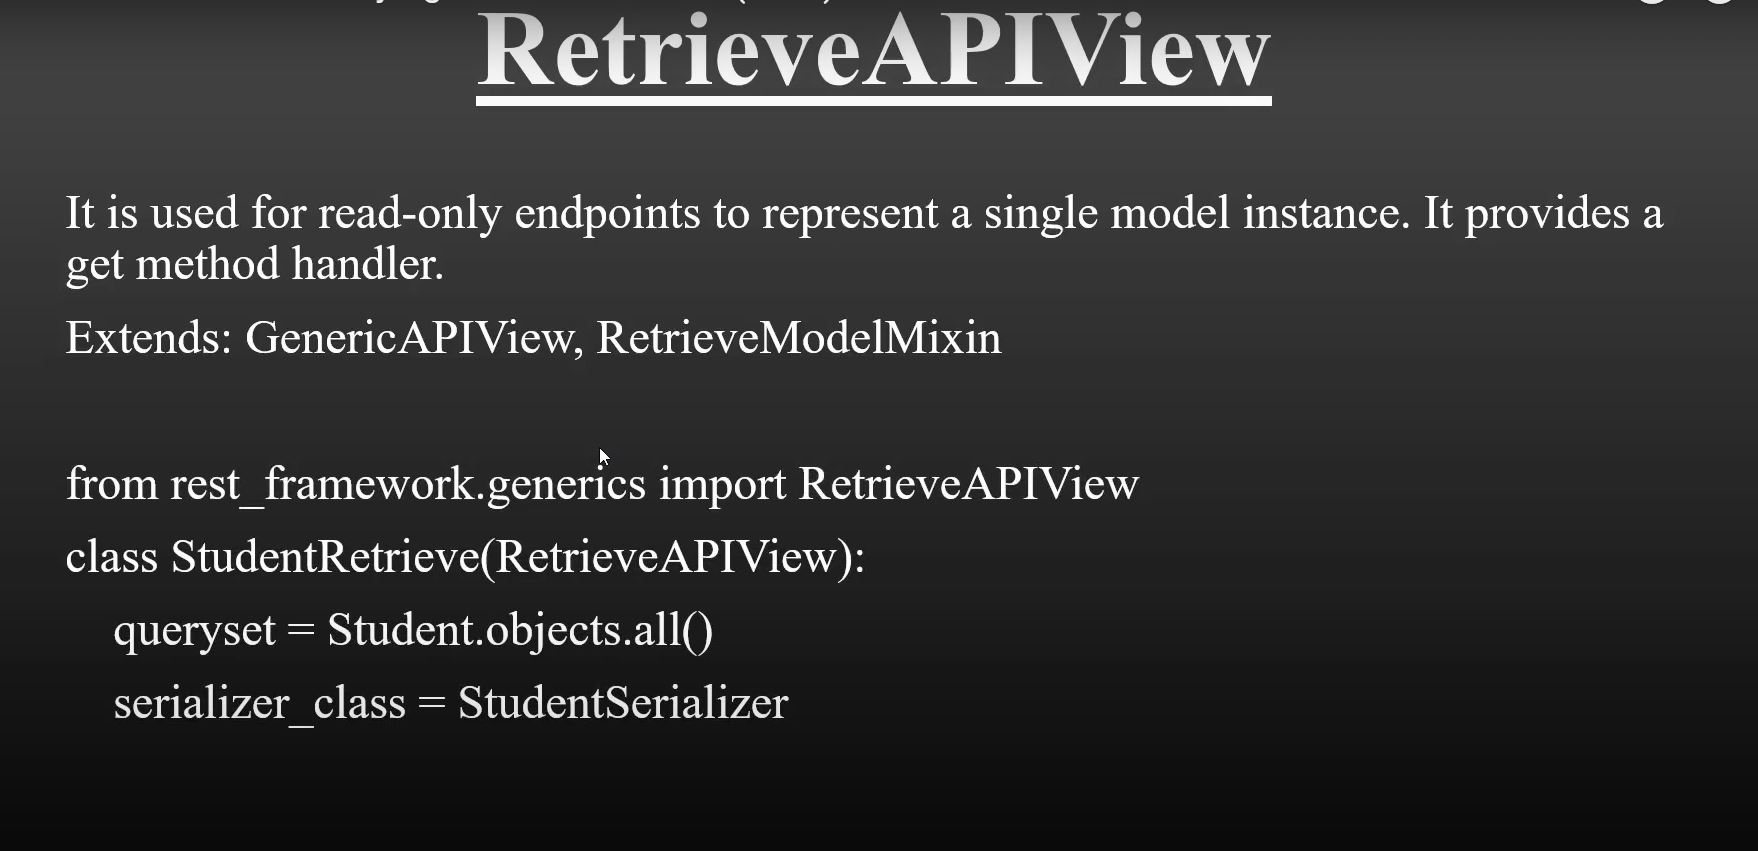 RetrieveAPIView
It is used for read-only endpoints to represent a single model instance. It provides a
get method handler.
Extends: GenericAPIView, RetrieveModelMixin
from rest_framework.generics import RetrieveAPIView
class StudentRetrieve(RetrieveAPIView):
queryset = Student.objects.all()
serializer_class = StudentSerializer